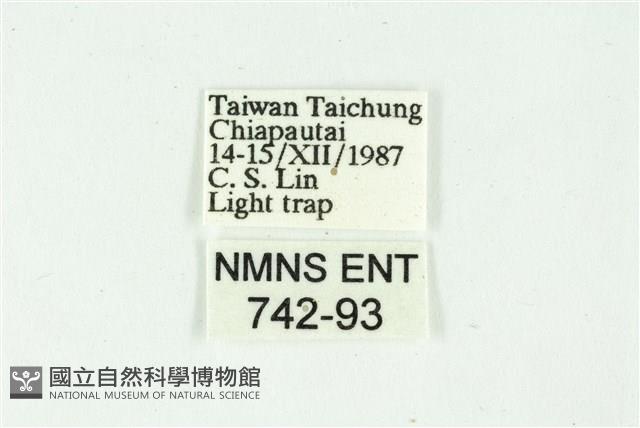 Taiwan Taichung
Chiapautai
14-15/XII/1987
C. S. Lin
Light trap
NMNS ENT
742-93
國立自然科學博物館
NATIONAL MUSEUM OF NATURAL SCIENCE